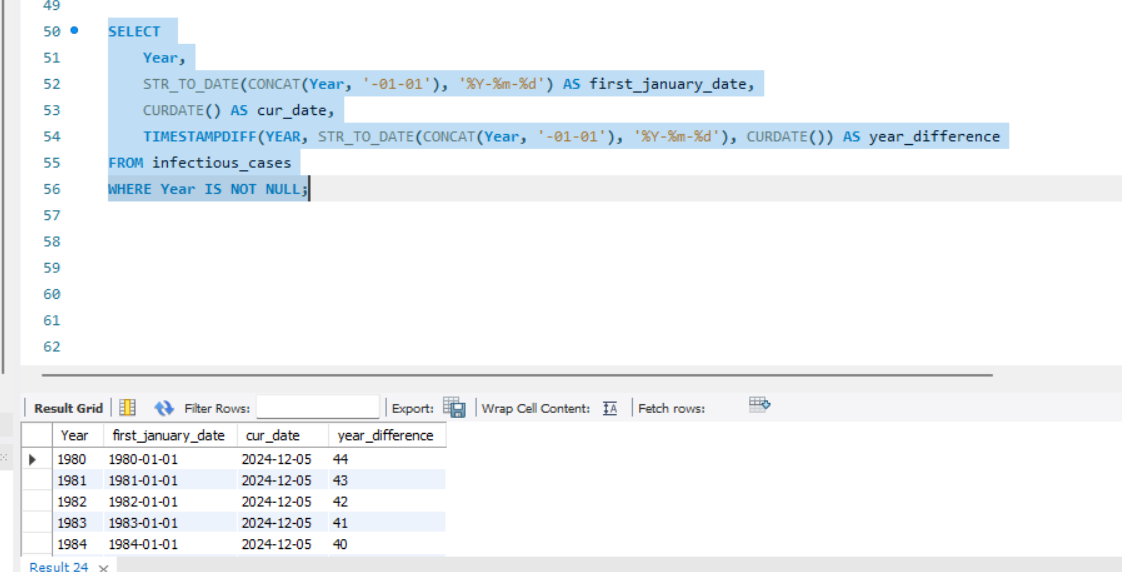 49
50 SELECT
51 Year,
52 STR_TO_DATE(CONCAT(Year, '-01-01'), '%Y-%m-%d') AS first_january_date,
53 CURDATE() AS cur_date,
54 TIMESTAMPDIFF(YEAR, STR_TO_DATE(CONCAT(Year, '-01-01'), '%Y-%m-%d'), CURDATE()) AS year_difference
55 FROM infectious_cases
56 WHERE Year IS NOT NULL;
57
58
59
60
61
62
Result Grid Filter Rows: Export: Wrap Cell Content: Fetch rows:
Year first_january_date cur_date year_difference
1980 1980-01-01 2024-12-05 44
1981 1981-01-01 2024-12-05 43
1982 1982-01-01 2024-12-05 42
1983 1983-01-01 2024-12-05 41
1984 1984-01-01 2024-12-05 40
Result 24